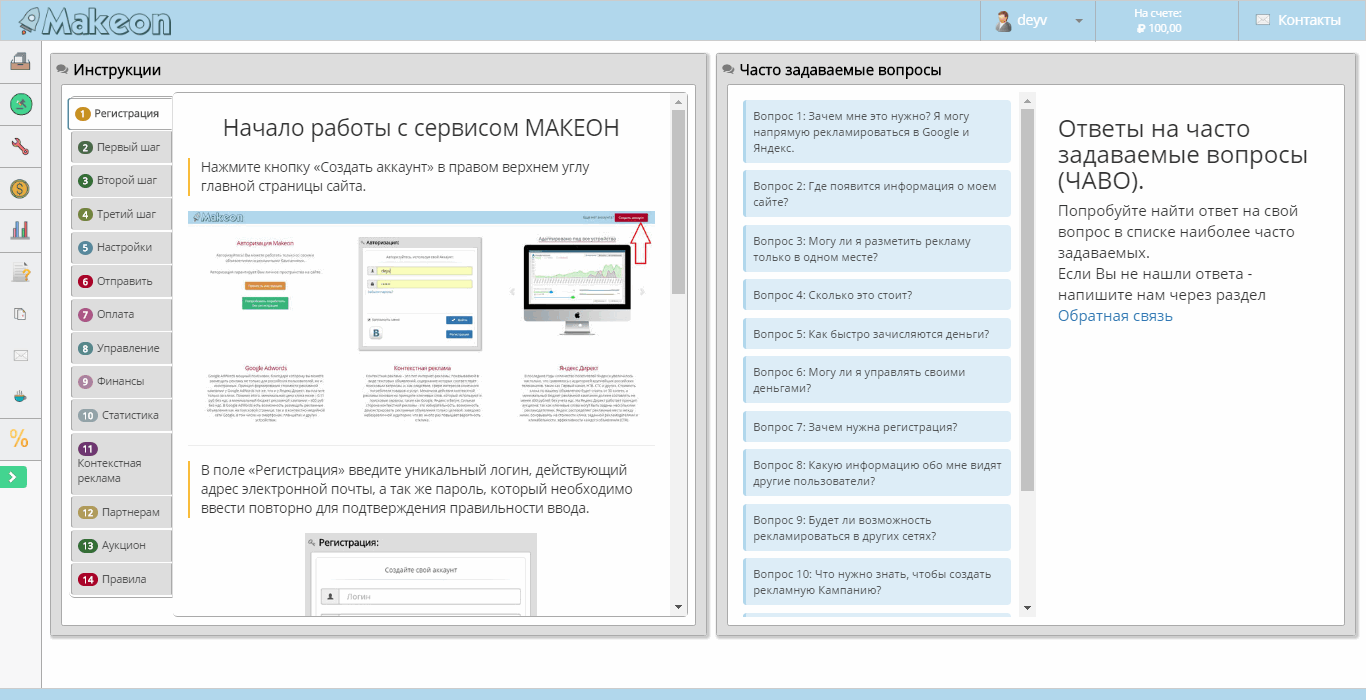 Makeon
deyv
На счете:
₽ 100,00
Контакты
Инструкции
1 Регистрация
2 Первый шаг
3 Второй шаг
4 Третий шаг
5 Настройки
6 Отправить
7 Оплата
8 Управление
9 Финансы
10 Статистика
11
Контекстная
реклама
12 Партнерам
13 Аукцион
14 Правила
Начало работы с сервисом МАКЕОН
Нажмите кнопку «Создать аккаунт» в правом верхнем углу
главной страницы сайта.
Makeon
Авторизация Makeon
Авторизация:
Адаптировано под все устройства
Google Adwords
Контекстная реклама
Яндекс Директ
В поле «Регистрация» введите уникальный логин, действующий
адрес электронной почты, а так же пароль, который необходимо
ввести повторно для подтверждения правильности ввода.
Регистрация:
Создайте свой аккаунт
Логин
Часто задаваемые вопросы
Вопрос 1: Зачем мне это нужно? Я могу
напрямую рекламироваться в Google и
Яндекс.
Вопрос 2: Где появится информация о моем
сайте?
Вопрос 3: Могу ли я разметить рекламу
только в одном месте?
Вопрос 4: Сколько это стоит?
Вопрос 5: Как быстро зачисляются деньги?
Вопрос 6: Могу ли я управлять своими
деньгами?
Вопрос 7: Зачем нужна регистрация?
Вопрос 8: Какую информацию обо мне видят
другие пользователи?
Вопрос 9: Будет ли возможность
рекламироваться в других сетях?
Вопрос 10: Что нужно знать, чтобы создать
рекламную Кампанию?
Ответы на часто
задаваемые вопросы
(ЧАВО).
Попробуйте найти ответ на свой
вопрос в списке наиболее часто
задаваемых.
Если Вы не нашли ответа -
напишите нам через раздел
Обратная связь